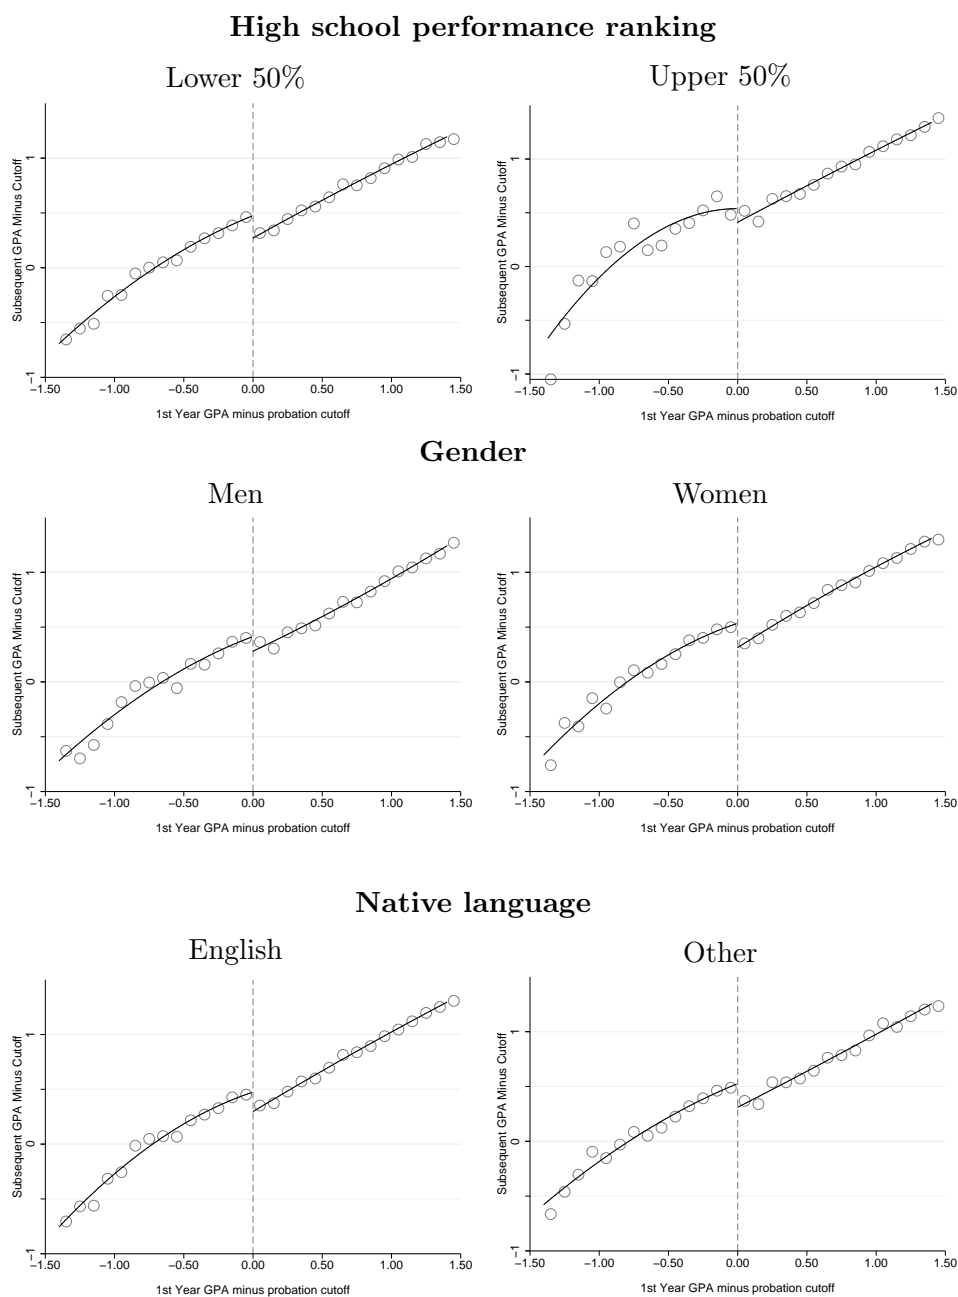 High school performance ranking
Lower 50%
Upper 50%
Subsequent GPA Minus Cutoff
1
0
−1
−1.50 −1.00 −0.50 0.00 0.50 1.00 1.50
1st Year GPA minus probation cutoff
Subsequent GPA Minus Cutoff
1
0
−1
−1.50 −1.00 −0.50 0.00 0.50 1.00 1.50
1st Year GPA minus probation cutoff
Gender
Men
Women
Subsequent GPA Minus Cutoff
1
0
−1
−1.50 −1.00 −0.50 0.00 0.50 1.00 1.50
1st Year GPA minus probation cutoff
Subsequent GPA Minus Cutoff
1
0
−1
−1.50 −1.00 −0.50 0.00 0.50 1.00 1.50
1st Year GPA minus probation cutoff
Native language
English
Other
Subsequent GPA Minus Cutoff
1
0
−1
−1.50 −1.00 −0.50 0.00 0.50 1.00 1.50
1st Year GPA minus probation cutoff
Subsequent GPA Minus Cutoff
1
0
−1
−1.50 −1.00 −0.50 0.00 0.50 1.00 1.50
1st Year GPA minus probation cutoff